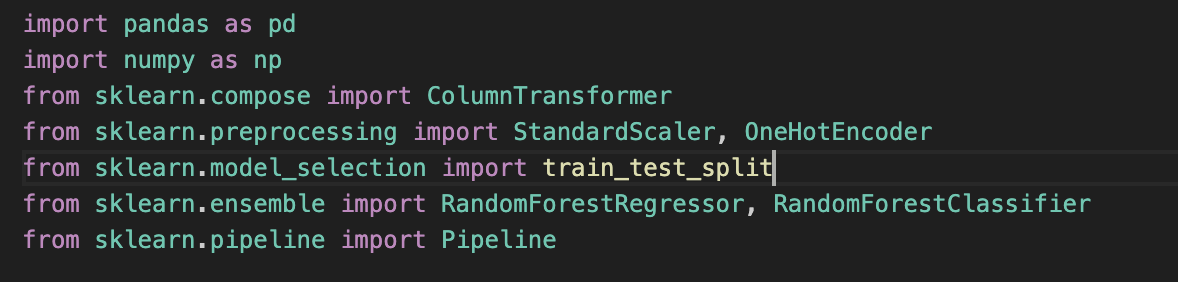 import pandas as pd
import numpy as np
from sklearn.compose import ColumnTransformer
from sklearn.preprocessing import StandardScaler, OneHotEncoder
from sklearn.model_selection import train_test_split
from sklearn.ensemble import RandomForestRegressor, RandomForestClassifier
from sklearn.pipeline import Pipeline